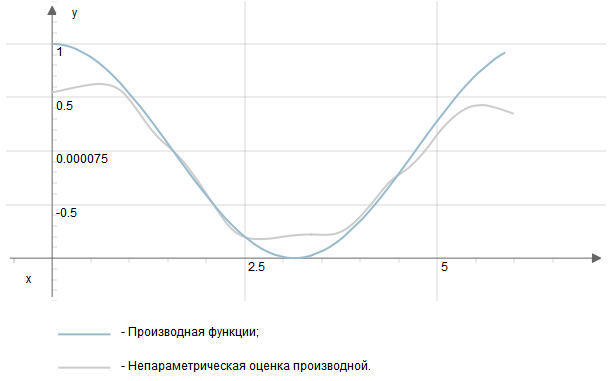 y
1
0.5
0.000075
-0.5
2.5
5
x
- Производная функции;
- Непараметрическая оценка производной.